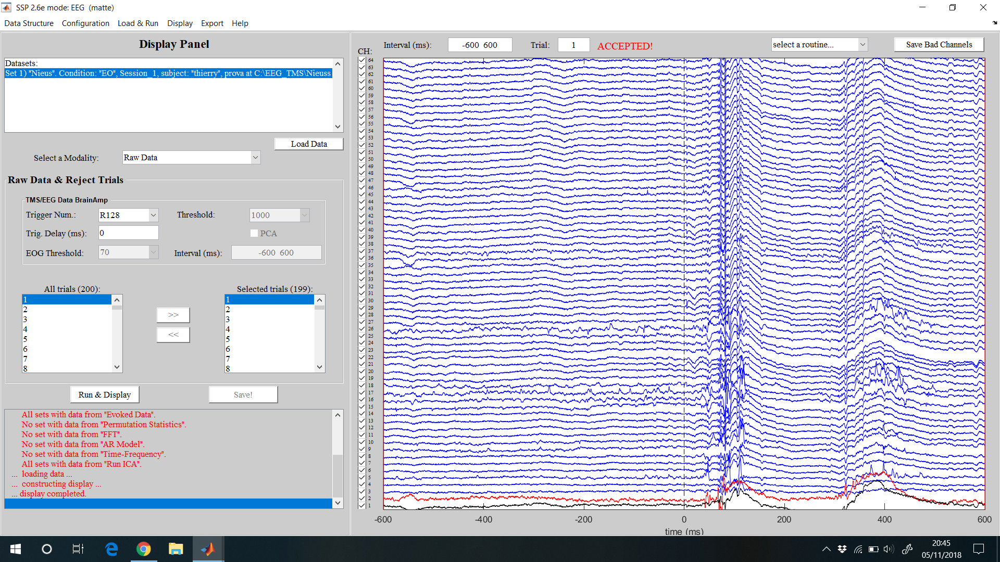 SSP 2.6e mode: EEG (matte)
Data Structure Configuration Load & Run Display Export Help
Display Panel
Datasets:
Set 1) "Nieus". Condition: "EO", Session_1, subject: "thierry", prova at C:\EEG_TMS\Nieuss
Load Data
Select a Modality: Raw Data
Raw Data & Reject Trials
TMS/EEG Data BrainAmp
Trigger Num.: R128 Threshold: 1000
Trig. Delay (ms): 0 PCA
EOG Threshold: 70 Interval (ms): -600 600
All trials (200): Selected trials (199):
1 1
2 2
3 >> 3
4 4
5 << 5
6 6
7 7
8 8
Run & Display Save!
All sets with data from "Evoked Data".
No set with data from "Permutation Statistics".
No set with data from "FFT".
No set with data from "AR Model".
No set with data from "Time-Frequency".
All sets with data from "Run ICA".
... loading data ...
... constructing display ...
... display completed.
Interval (ms): -600 600 Trial: 1 ACCEPTED! select a routine... Save Bad Channels
CH:
64
63
62
61
60
59
58
57
56
55
54
53
52
51
50
49
48
47
46
45
44
43
42
41
40
39
38
37
36
35
34
33
32
31
30
29
28
27
26
25
24
23
22
21
20
19
18
17
16
15
14
13
12
11
10
9
8
7
6
5
4
3
2
1
-600 -400 -200 0 200 400 600
time (ms)
20:45
05/11/2018